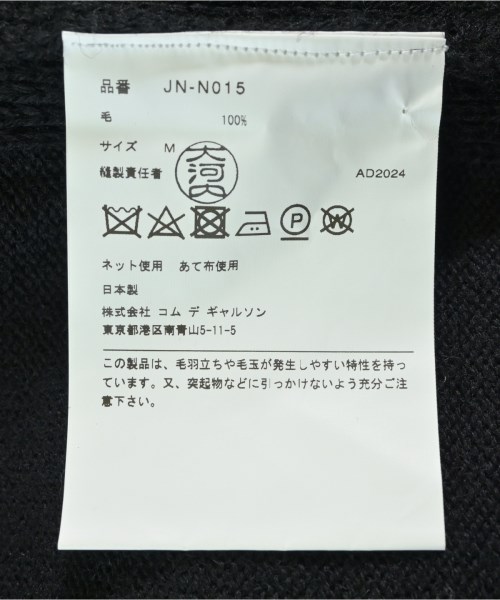 品番 JN-N015
毛 100%
サイズ M
縫製責任者 大河内 AD2024
P W
ネット使用 あて布使用
日本製
株式会社 コム デ ギャルソン
東京都港区南青山5-11-5
この製品は、毛羽立ちや毛玉が発生しやすい特性を持っ
ています。又、突起物などに引っかけないよう充分ご注
意下さい。